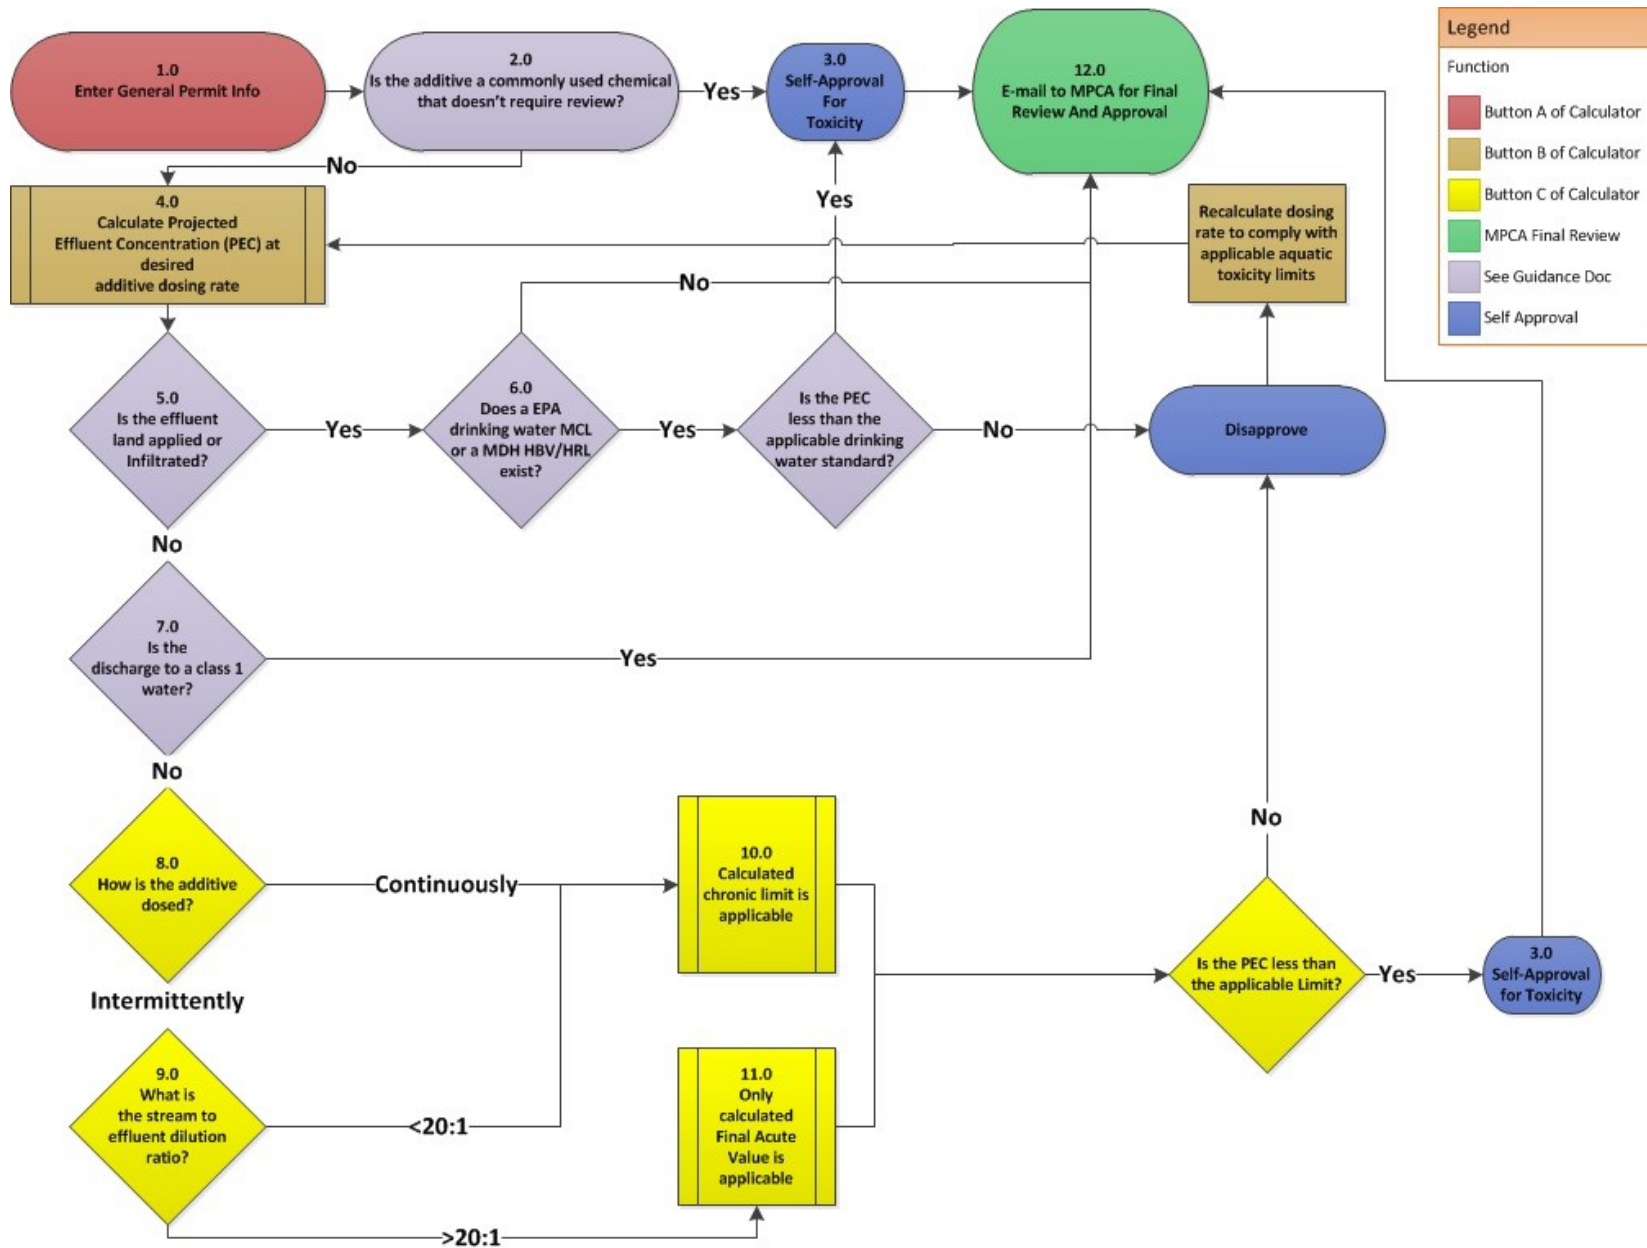 1.0
Enter General Permit Info
2.0
Is the additive a commonly used chemical
that doesn't require review?
Yes
3.0
Self-Approval
For
Toxicity
12.0
E-mail to MPCA for Final
Review And Approval
Legend
Function
Button A of Calculator
Button B of Calculator
Button C of Calculator
MPCA Final Review
See Guidance Doc
Self Approval
No
4.0
Calculate Projected
Effluent Concentration (PEC) at
desired
additive dosing rate
Yes
Recalculate dosing
rate to comply with
applicable aquatic
toxicity limits
No
5.0
Is the effluent
land applied or
Infiltrated?
Yes
6.0
Does a EPA
drinking water MCL
or a MDH HBV/HRL
exist?
Yes
Is the PEC
less than the
applicable drinking
water standard?
No
Disapprove
No
7.0
Is the
discharge to a class 1
water?
Yes
No
8.0
How is the additive
dosed?
Continuously
10.0
Calculated
chronic limit is
applicable
No
Is the PEC less than
the applicable Limit?
Yes
3.0
Self-Approval
for Toxicity
Intermittently
9.0
What is
the stream to
effluent dilution
ratio?
<20:1
11.0
Only
calculated
Final Acute
Value is
applicable
>20:1